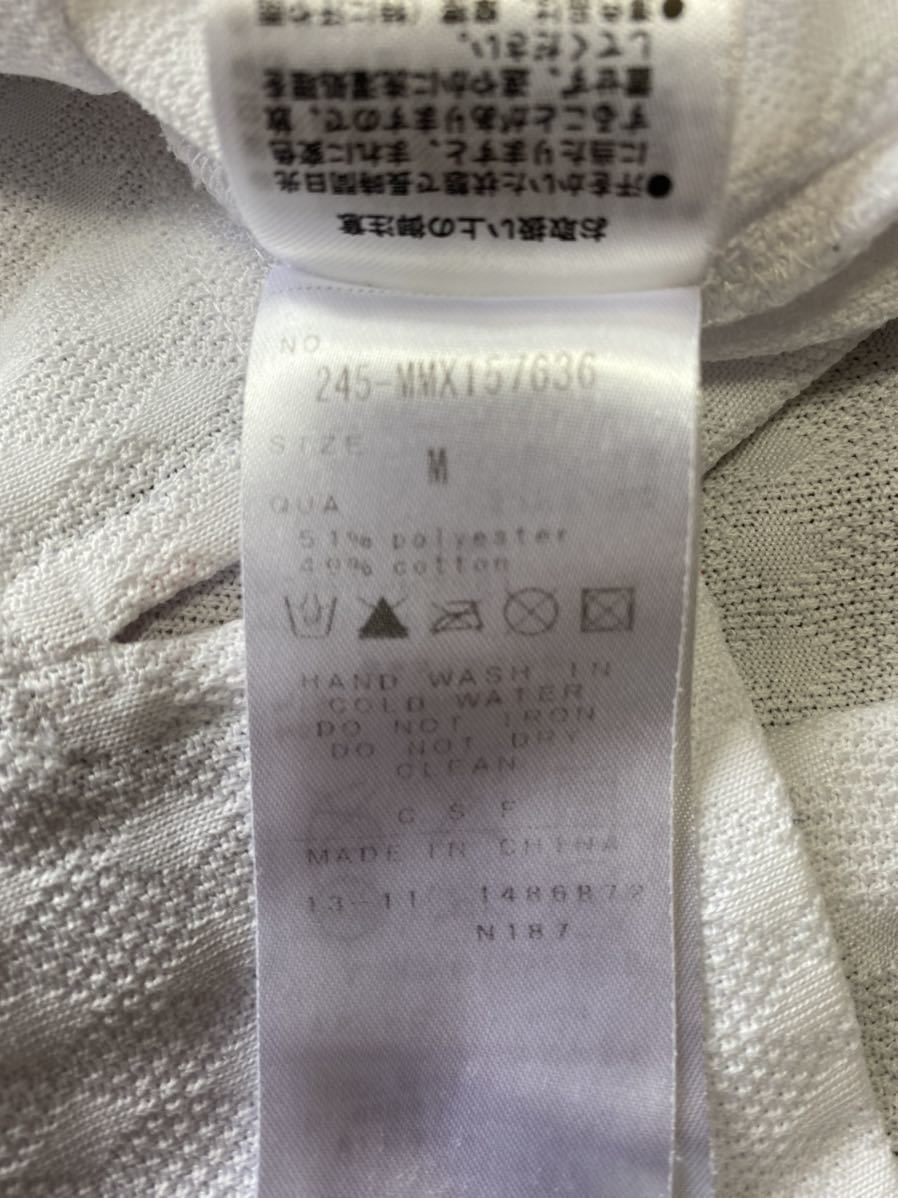 お取扱い上の御注意
●汗をかいた状態で長時間日光
に当たりますと、まれに変色
することがありますので、放
置せず、速やかに洗濯処理を
してください。
NO
245-MMX157636
SIZE
M
QUA
51% polyester
49% cotton
HAND WASH IN
COLD WATER
DO NOT IRON
DO NOT DRY
CLEAN
G S F
MADE IN CHINA
13-11 1486B72
N187